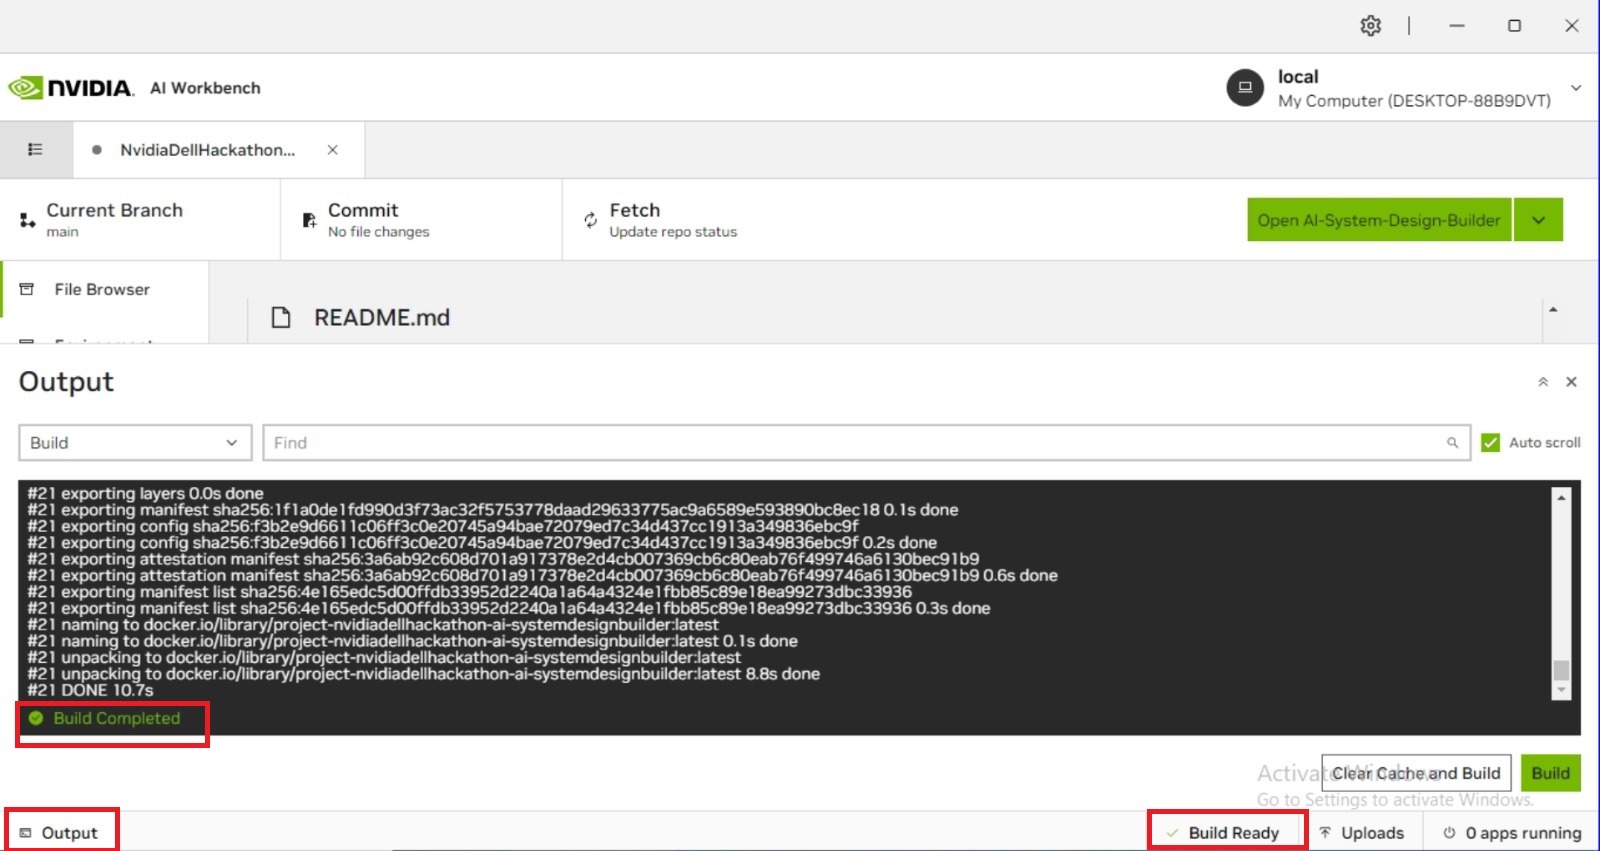 NVIDIA. AI Workbench
local
My Computer (DESKTOP-88B9DVT)
NvidiaDellHackathon...
Current Branch
main
Commit
No file changes
Fetch
Update repo status
Open AI-System-Design-Builder
File Browser
README.md
Environment
Output
Build
Find
Auto scroll
#21 exporting layers 0.0s done
#21 exporting manifest sha256:1f1a0de1fd990d3f73ac32f5753778daad29633775ac9a6589e593890bc8ec18 0.1s done
#21 exporting config sha256:f3b2e9d6611c06ff3c0e20745a94bae72079ed7c34d437cc1913a349836ebc9f
#21 exporting config sha256:f3b2e9d6611c06ff3c0e20745a94bae72079ed7c34d437cc1913a349836ebc9f 0.2s done
#21 exporting attestation manifest sha256:3a6ab92c608d701a917378e2d4cb007369cb6c80eab76f499746a6130bec91b9
#21 exporting attestation manifest sha256:3a6ab92c608d701a917378e2d4cb007369cb6c80eab76f499746a6130bec91b9 0.6s done
#21 exporting manifest list sha256:4e165edc5d00ffdb33952d2240a1a64a4324e1fbb85c89e18ea99273dbc33936
#21 exporting manifest list sha256:4e165edc5d00ffdb33952d2240a1a64a4324e1fbb85c89e18ea99273dbc33936 0.3s done
#21 naming to docker.io/library/project-nvidiadellhackathon-ai-systemdesignbuilder:latest
#21 naming to docker.io/library/project-nvidiadellhackathon-ai-systemdesignbuilder:latest 0.1s done
#21 unpacking to docker.io/library/project-nvidiadellhackathon-ai-systemdesignbuilder:latest
#21 unpacking to docker.io/library/project-nvidiadellhackathon-ai-systemdesignbuilder:latest 8.8s done
#21 DONE 10.7s
Build Completed
Clear Cache and Build
Build
Activate Windows
Go to Settings to activate Windows.
Output
Build Ready
Uploads
0 apps running